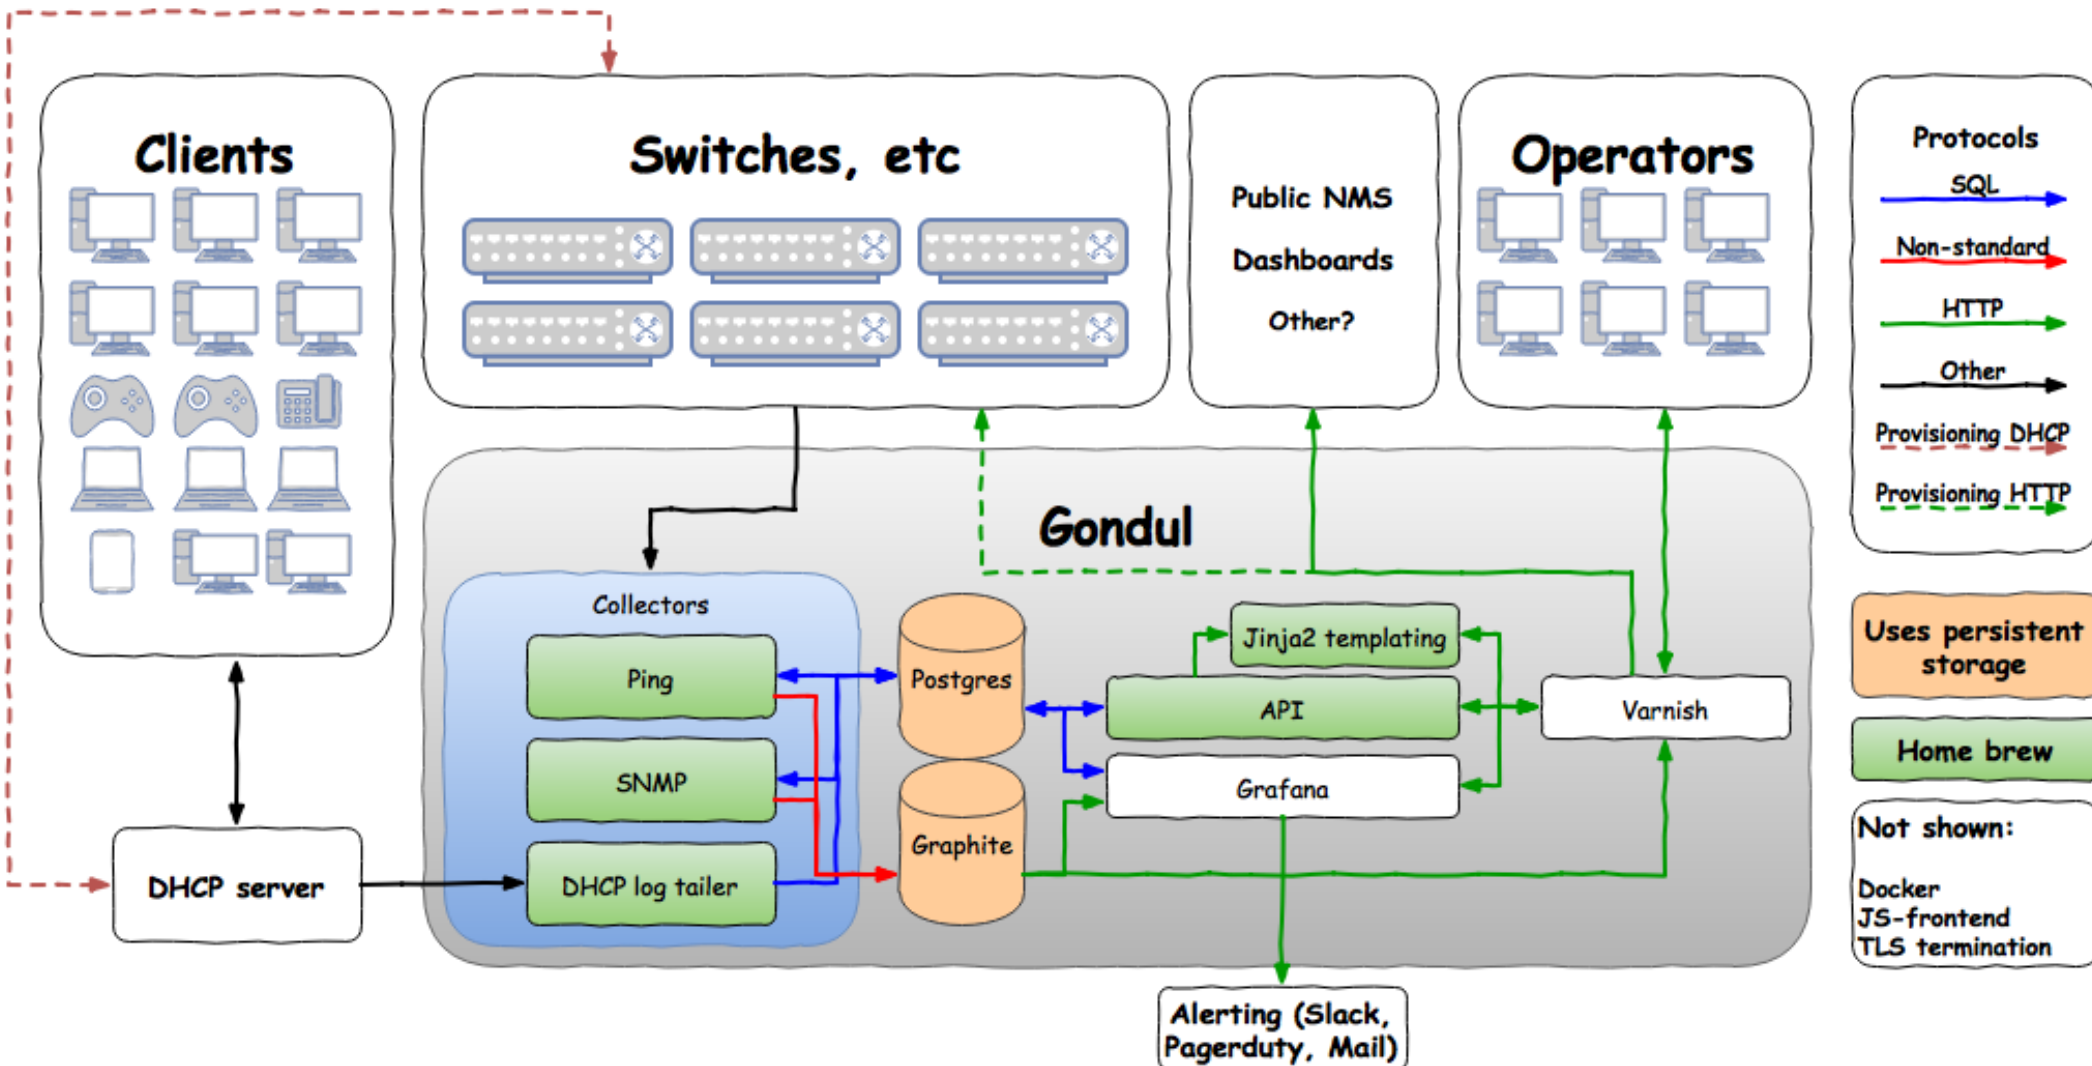 Clients
Switches, etc
Public NMS
Dashboards
Other?
Operators
Protocols
SQL
Non-standard
HTTP
Other
Provisioning DHCP
Provisioning HTTP
Gondul
Collectors
Ping
SNMP
DHCP log tailer
Postgres
Graphite
Jinja2 templating
API
Grafana
Varnish
DHCP server
Alerting (Slack,
Pagerduty, Mail)
Uses persistent
storage
Home brew
Not shown:
Docker
JS-frontend
TLS termination